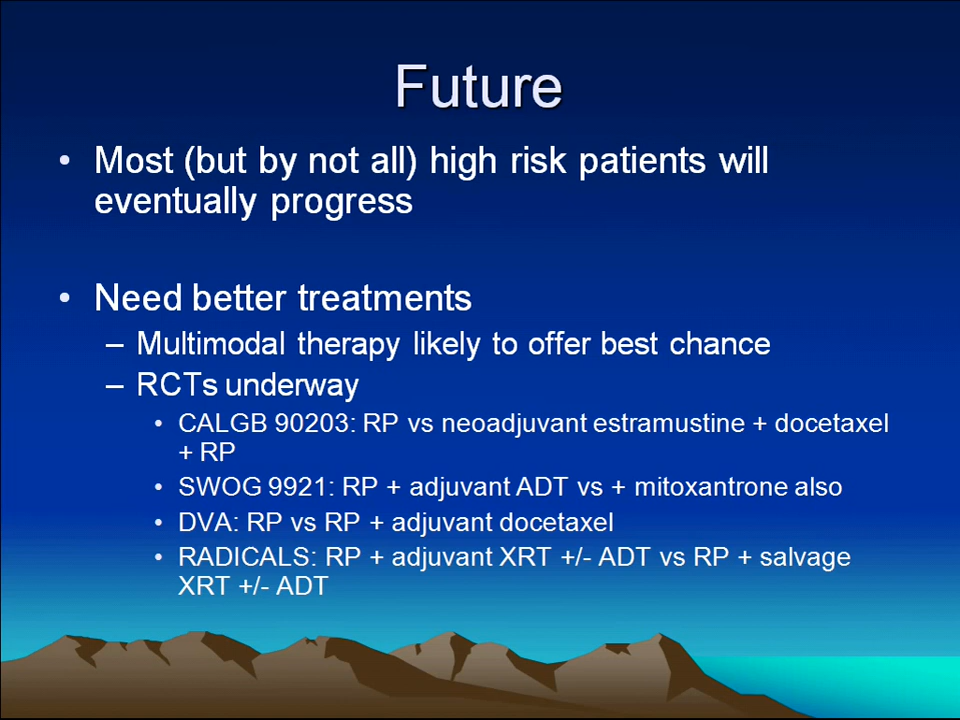 Future
• Most (but by not all) high risk patients will
eventually progress
• Need better treatments
– Multimodal therapy likely to offer best chance
– RCTs underway
• CALGB 90203: RP vs neoadjuvant estramustine + docetaxel
+ RP
• SWOG 9921: RP + adjuvant ADT vs + mitoxantrone also
• DVA: RP vs RP + adjuvant docetaxel
• RADICALS: RP + adjuvant XRT +/- ADT vs RP + salvage
XRT +/- ADT